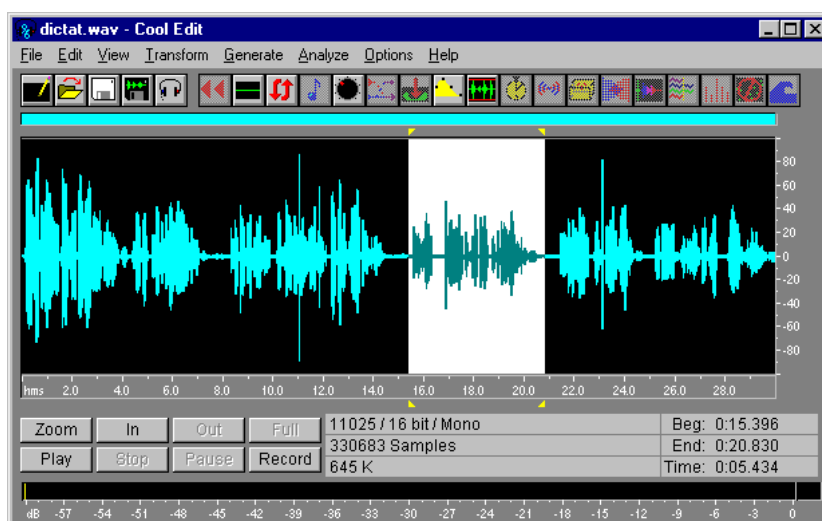 dictat.wav - Cool Edit
File Edit View Transform Generate Analyze Options Help
80
60
40
20
0
-20
-40
-60
-80
hms 2.0 4.0 6.0 8.0 10.0 12.0 14.0 16.0 18.0 20.0 22.0 24.0 26.0 28.0
Zoom In Out Full 11025 / 16 bit / Mono Beg: 0:15.396
330683 Samples End: 0:20.830
Play Stop Pause Record 645 K Time: 0:05.434
dB -57 -54 -51 -48 -45 -42 -39 -36 -33 -30 -27 -24 -21 -18 -15 -12 -9 -6 -3 0